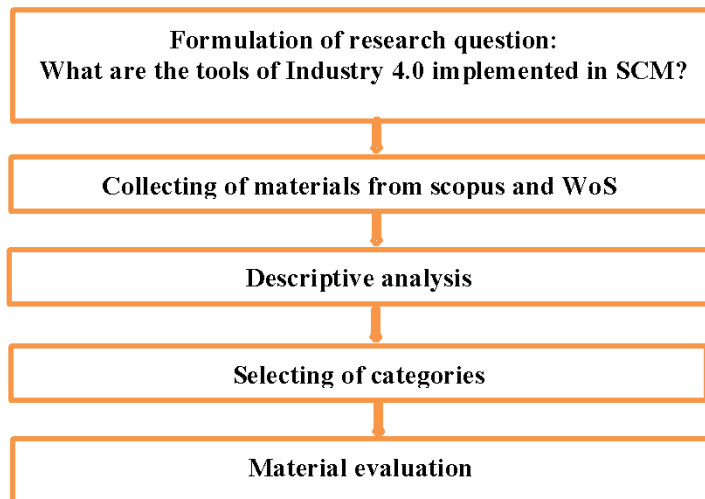 Formulation of research question:
What are the tools of Industry 4.0 implemented in SCM?
Collecting of materials from scopus and WoS
Descriptive analysis
Selecting of categories
Material evaluation